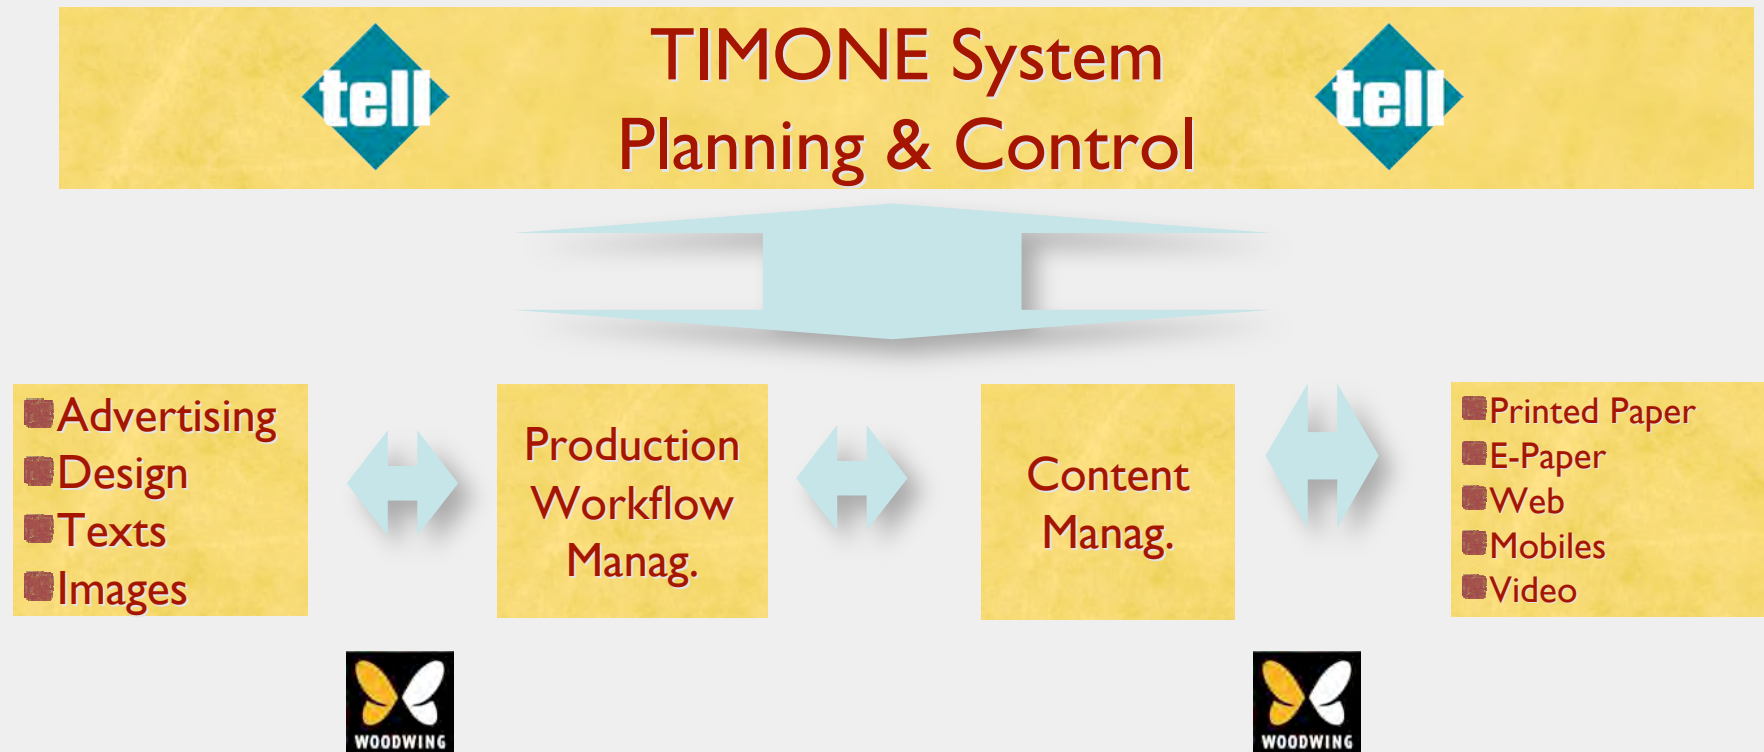 tell
TIMONE System
Planning & Control
tell
Advertising
Design
Texts
Images
Production
Workflow
Manag.
Content
Manag.
Printed Paper
E-Paper
Web
Mobiles
Video
WOODWING
WOODWING